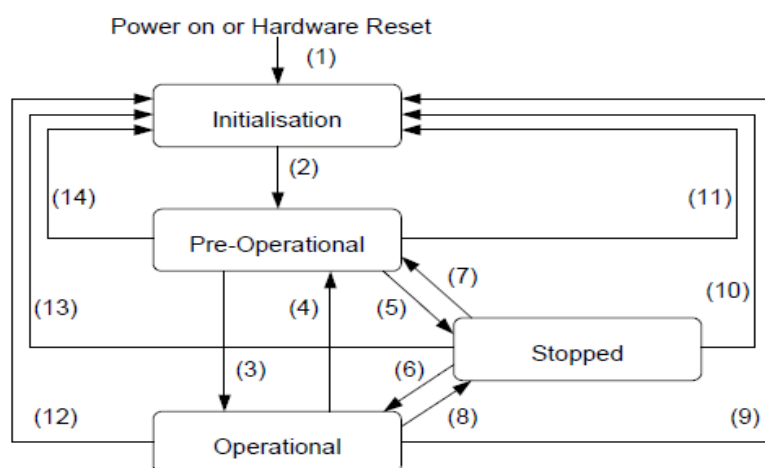 Power on or Hardware Reset
(1)
Initialisation
(2)
(14)
(11)
Pre-Operational
(7)
(13)
(4)
(5)
(10)
Stopped
(3)
(6)
(12)
(8)
(9)
Operational